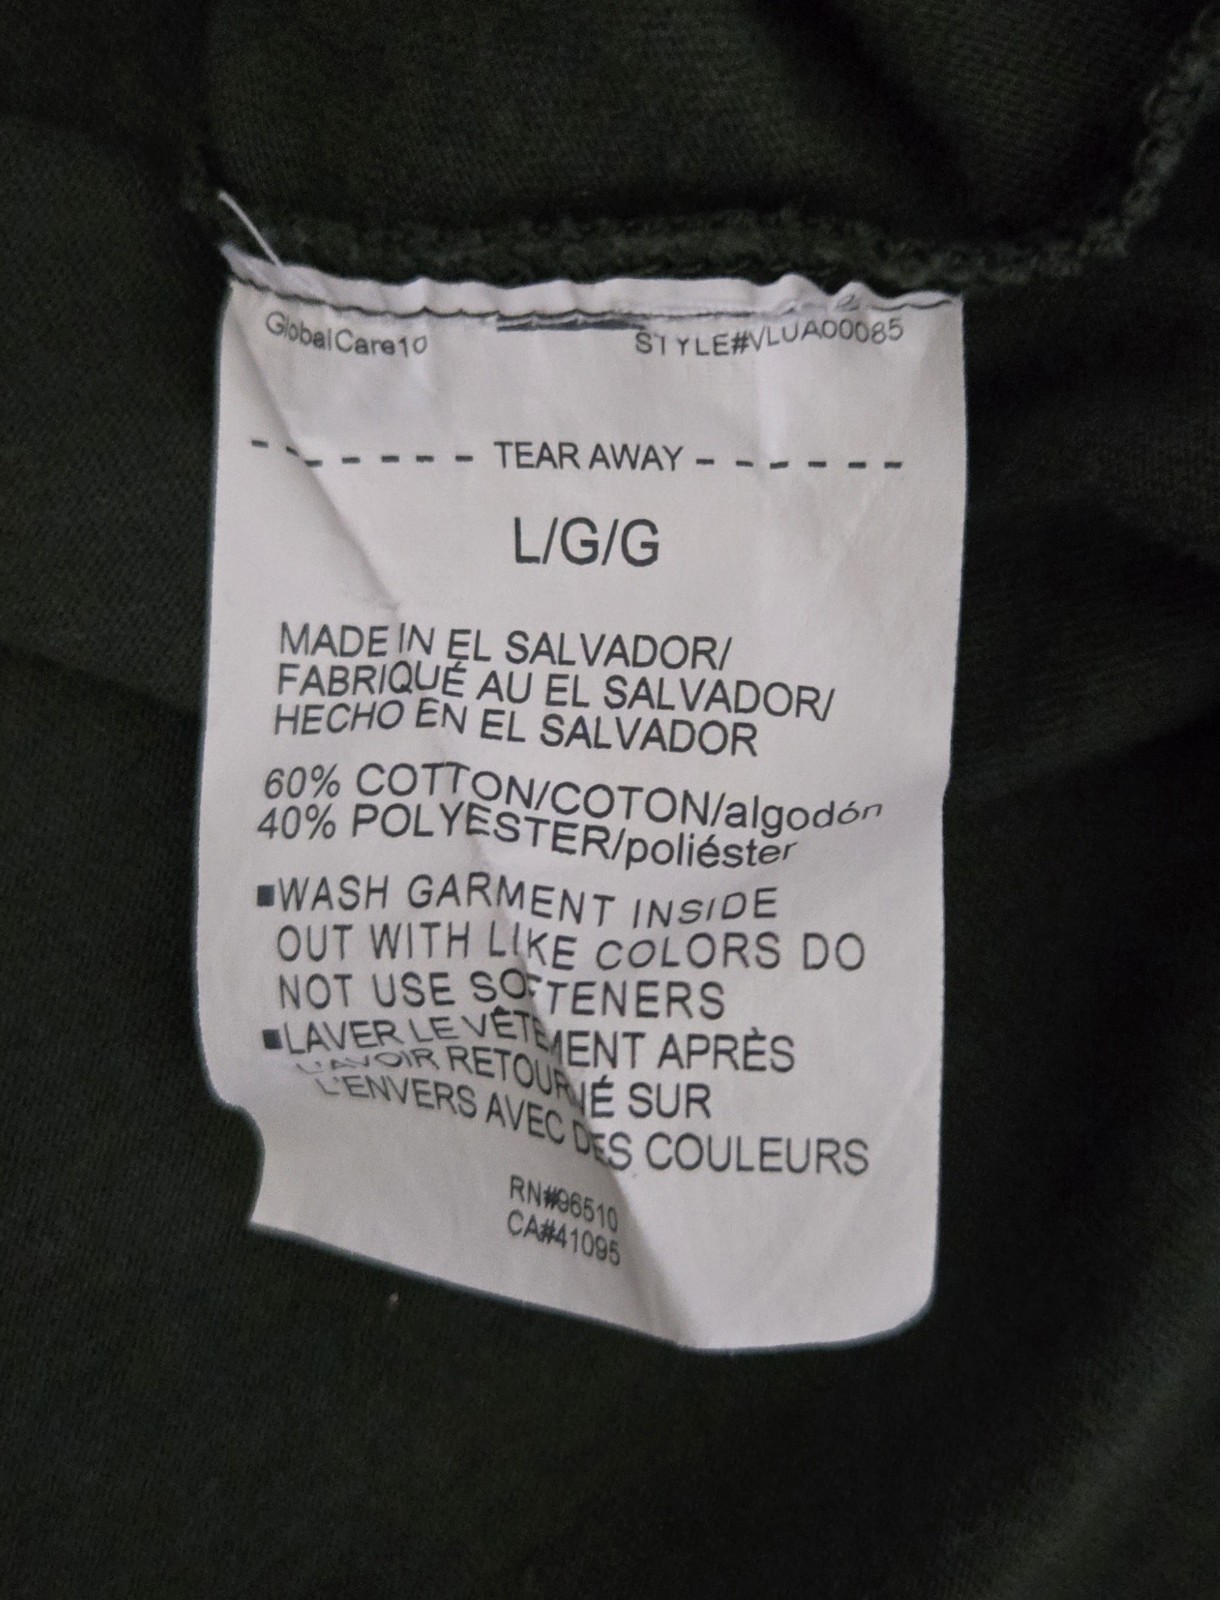 GlobalCare10 STYLE#VLUA00085
TEAR AWAY
L/G/G
MADE IN EL SALVADOR/
FABRIQUÉ AU EL SALVADOR/
HECHO EN EL SALVADOR
60% COTTON/COTON/algodón
40% POLYESTER/poliéster
■WASH GARMENT INSIDE
OUT WITH LIKE COLORS DO
NOT USE SOFTENERS
■LAVER LE VÊTEMENT APRÈS
L'AVOIR RETOURNÉ SUR
L'ENVERS AVEC DES COULEURS
RN#96510
CA#41095